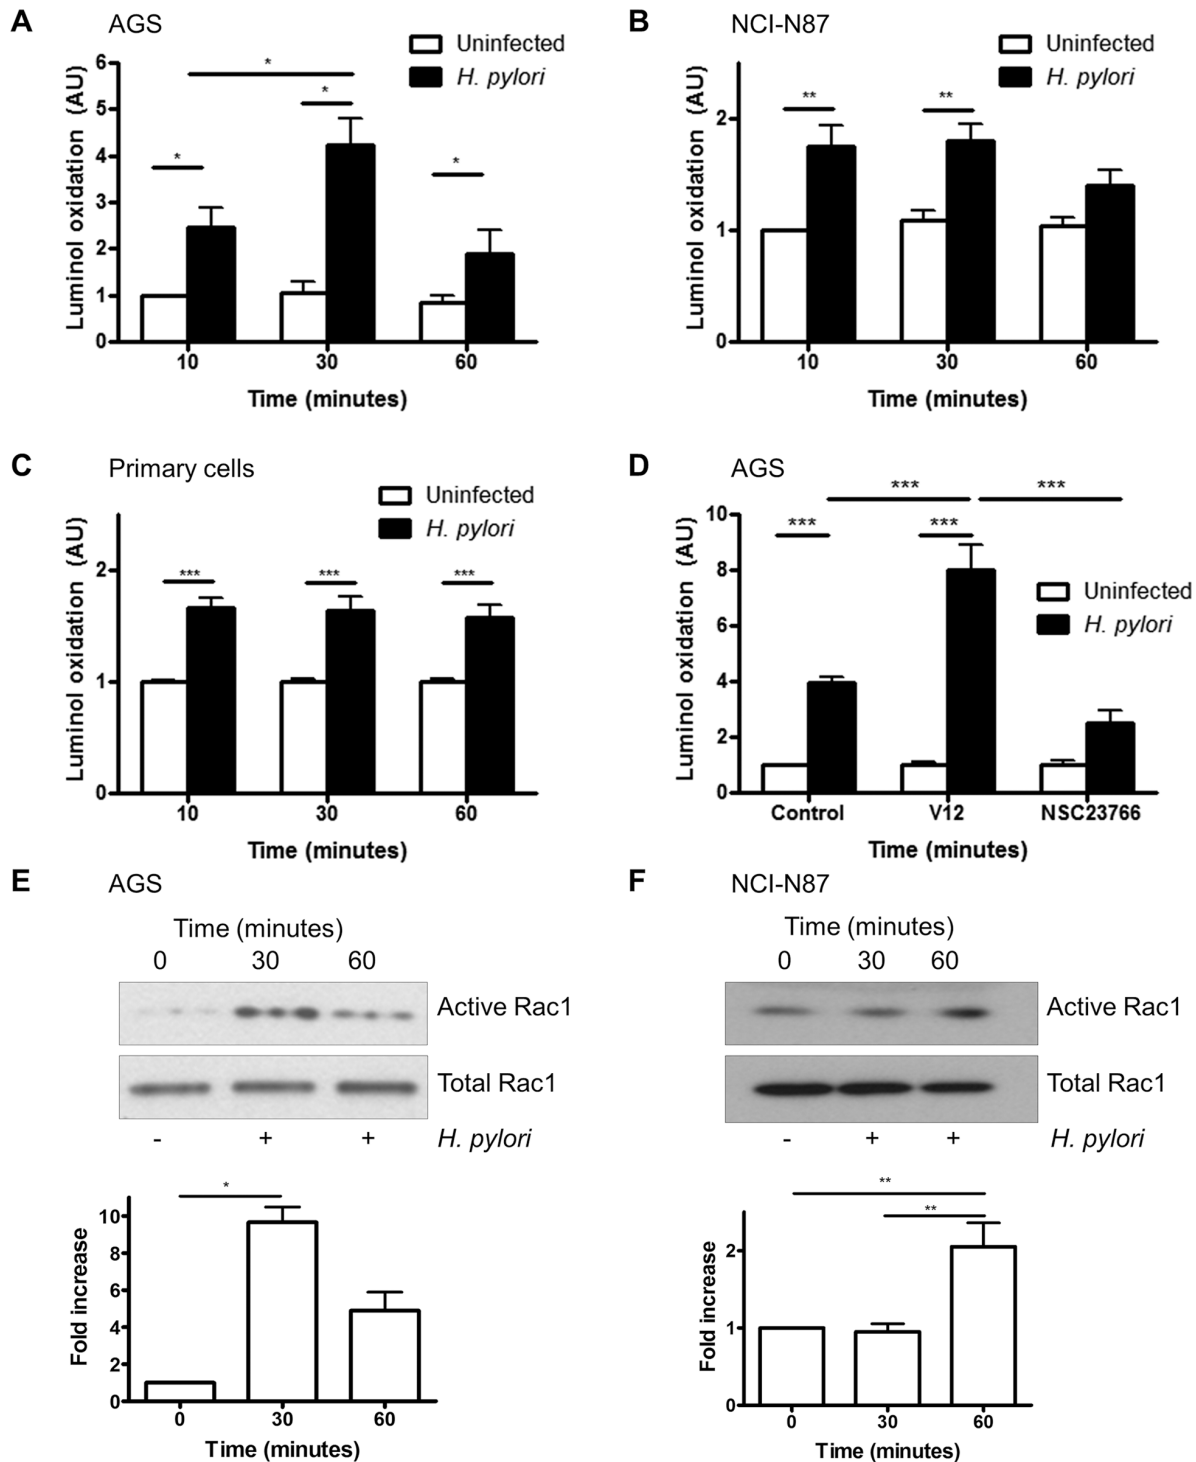 A AGS
Uninfected
H. pylori
Luminol oxidation (AU)
6
5
4
3
2
1
0
*
*
*
*
10 30 60
Time (minutes)
B NCI-N87
Uninfected
H. pylori
Luminol oxidation (AU)
2
1
0
** **
10 30 60
Time (minutes)
C Primary cells
Uninfected
H. pylori
Luminol oxidation (AU)
2
1
0
*** *** ***
10 30 60
Time (minutes)
D AGS
*** ***
*** ***
Uninfected
H. pylori
Luminol oxidation (AU)
10
8
6
4
2
0
Control V12 NSC23766
Time (minutes)
E AGS
Time (minutes)
0 30 60
Active Rac1
Total Rac1
- + + H. pylori
*
Fold increase
10
8
6
4
2
0
0 30 60
Time (minutes)
F NCI-N87
Time (minutes)
0 30 60
Active Rac1
Total Rac1
- + + H. pylori
**
**
Fold increase
2
1
0
0 30 60
Time (minutes)